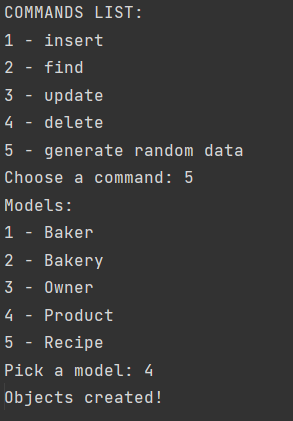 COMMANDS LIST:
1 - insert
2 - find
3 - update
4 - delete
5 - generate random data
Choose a command: 5
Models:
1 - Baker
2 - Bakery
3 - Owner
4 - Product
5 - Recipe
Pick a model: 4
Objects created!